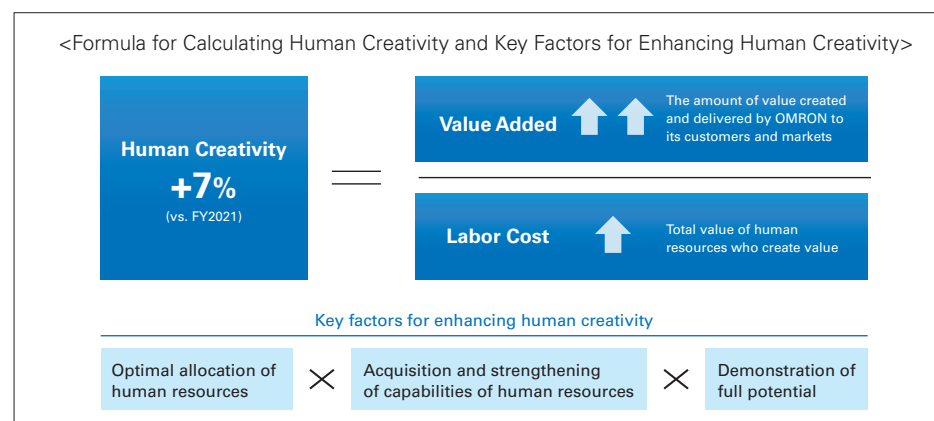 <Formula for Calculating Human Creativity and Key Factors for Enhancing Human Creativity>
Human Creativity
+7%
(vs. FY2021)
Value Added
The amount of value created
and delivered by OMRON to
its customers and markets
Labor Cost
Total value of human
resources who create value
Key factors for enhancing human creativity
Optimal allocation of
human resources
Acquisition and strengthening
of capabilities of human resources
Demonstration of
full potential